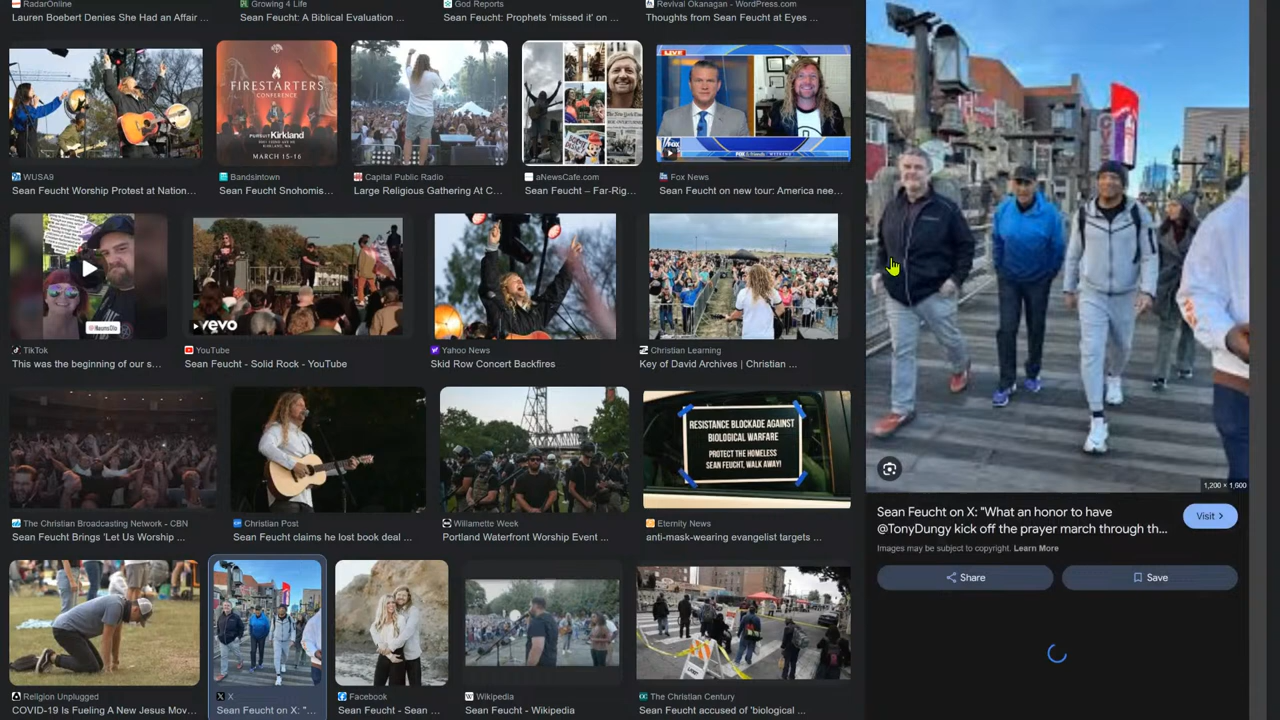 RadarOnline
Growing 4 Life
God Reports
Revival Okanagan - WordPress.com
Lauren Boebert Denies She Had an Affair ...
Sean Feucht: A Biblical Evaluation ...
Sean Feucht: Prophets 'missed it' on ...
Thoughts from Sean Feucht at Eyes ...
FIRESTARTERS
CONFERENCE
PURSUIT Kirkland
MARCH 15-16
LIVE
FOX
WUSA9
BandsIntown
Capital Public Radio
aNewsCafe.com
Fox News
Sean Feucht Worship Protest at Nation...
Sean Feucht Snohomis...
Large Religious Gathering At C...
Sean Feucht – Far-Rig...
Sean Feucht on new tour: America nee...
vevo
TikTok
YouTube
Yahoo News
Christian Learning
This was the beginning of our s...
Sean Feucht - Solid Rock - YouTube
Skid Row Concert Backfires
Key of David Archives | Christian ...
RESISTANCE BLOCKADE AGAINST
BIOLOGICAL WARFARE
PROTECT THE HOMELESS
SEAN FEUCHT, WALK AWAY!
The Christian Broadcasting Network - CBN
Christian Post
Willamette Week
Eternity News
Sean Feucht Brings 'Let Us Worship ...
Sean Feucht claims he lost book deal ...
Portland Waterfront Worship Event ...
anti-mask-wearing evangelist targets ...
Religion Unplugged
X
Facebook
Wikipedia
The Christian Century
COVID-19 Is Fueling A New Jesus Mov...
Sean Feucht on X: "...
Sean Feucht - Sean ...
Sean Feucht - Wikipedia
Sean Feucht accused of 'biological ...
1,200 × 1,600
Sean Feucht on X: "What an honor to have
@TonyDungy kick off the prayer march through th...
Visit
Images may be subject to copyright. Learn More
Share
Save